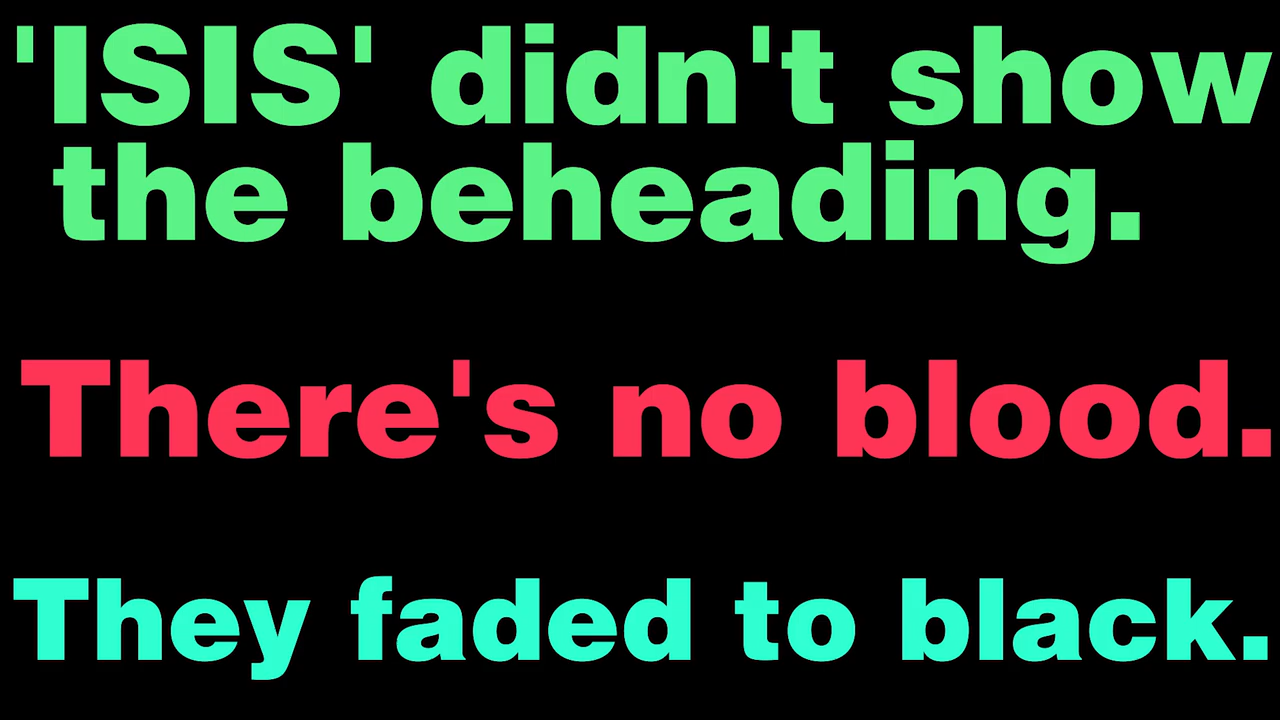 'ISIS' didn't show
the beheading.
There's no blood.
They faded to black.